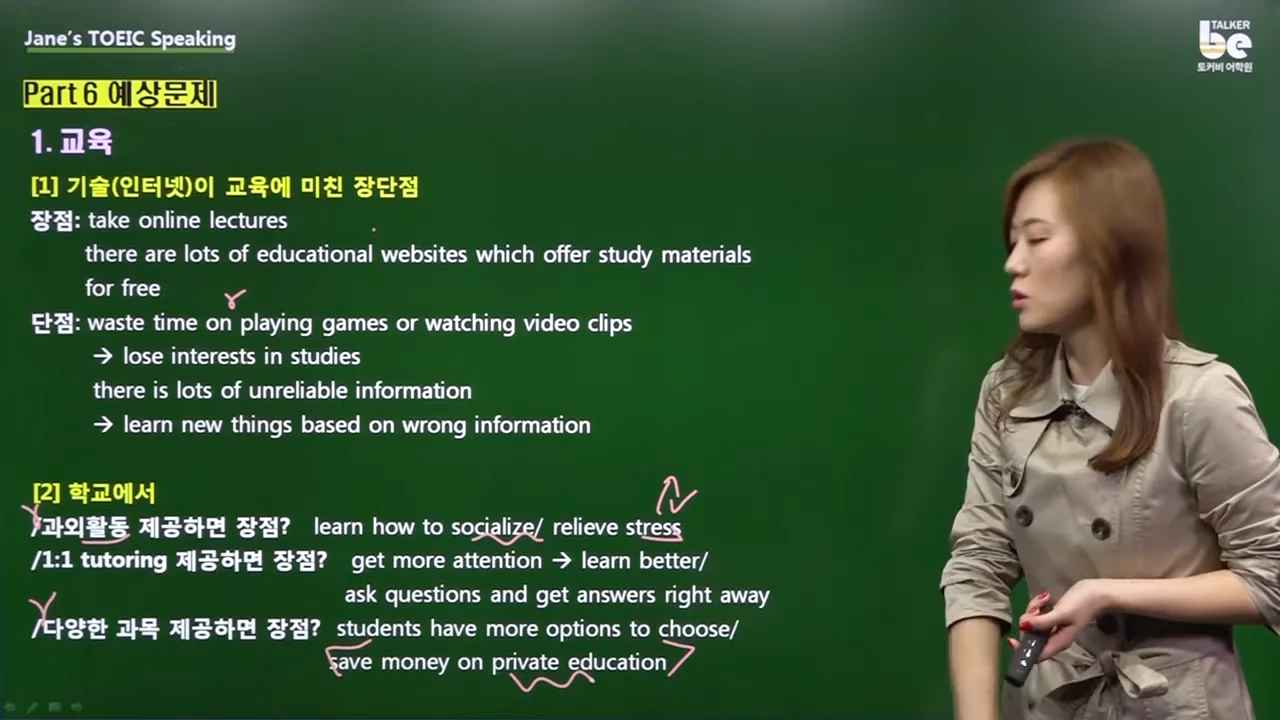 Jane's TOEIC Speaking
TALKER
be
토커비 어학원
Part 6 예상문제
1. 교육
[1] 기술(인터넷)이 교육에 미친 장단점
장점: take online lectures
there are lots of educational websites which offer study materials
for free
단점: waste time on playing games or watching video clips
→ lose interests in studies
there is lots of unreliable information
→ learn new things based on wrong information
[2] 학교에서
/과외활동 제공하면 장점? learn how to socialize/ relieve stress
/1:1 tutoring 제공하면 장점? get more attention → learn better/
ask questions and get answers right away
/다양한 과목 제공하면 장점? students have more options to choose/
save money on private education